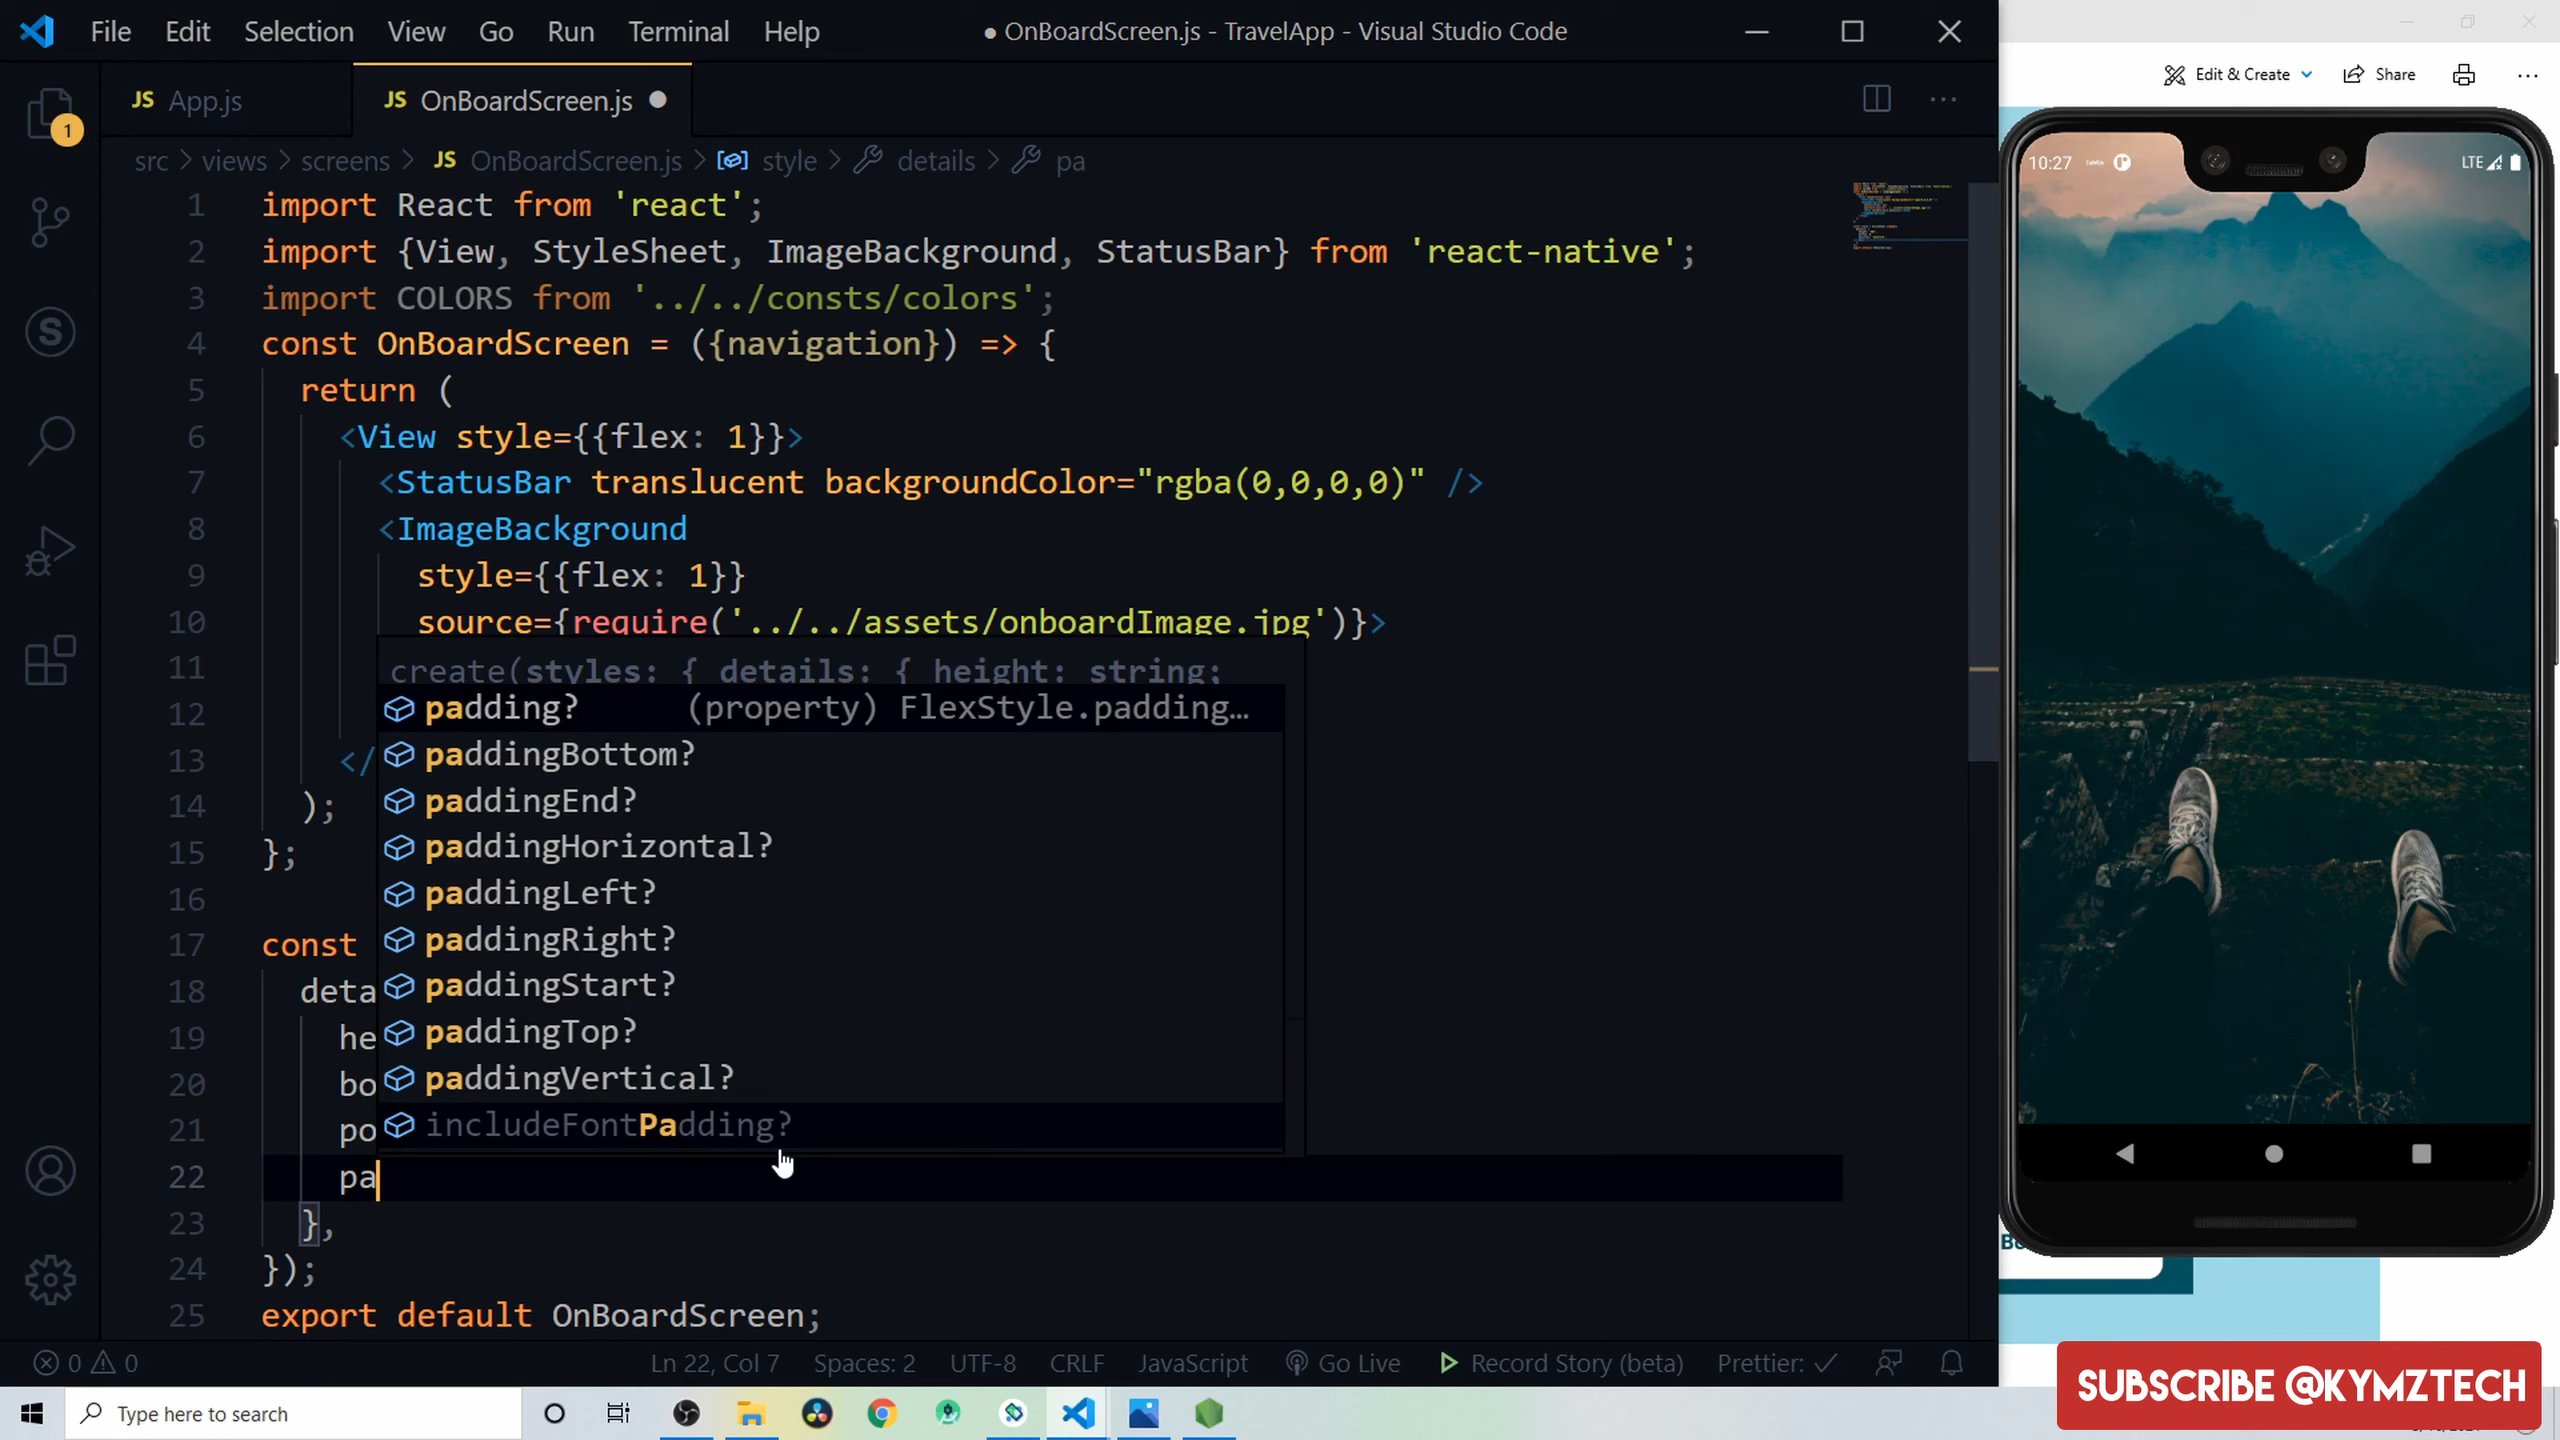 File Edit Selection View Go Run Terminal Help
● OnBoardScreen.js - TravelApp - Visual Studio Code
Edit & Create Share
JS App.js
JS OnBoardScreen.js
1
src > views > screens > JS OnBoardScreen.js > style > details > pa
1 import React from 'react';
2 import {View, StyleSheet, ImageBackground, StatusBar} from 'react-native';
3 import COLORS from '../../consts/colors';
4 const OnBoardScreen = ({navigation}) => {
5 return (
6 <View style={{flex: 1}}>
7 <StatusBar translucent backgroundColor="rgba(0,0,0,0)" />
8 <ImageBackground
9 style={{flex: 1}}
10 source={require('../../assets/onboardImage.jpg')}>
11 create(styles: { details: { height: string;
12 padding? (property) FlexStyle.padding…
paddingBottom?
13 </
paddingEnd?
14 );
paddingHorizontal?
15 };
paddingLeft?
16
paddingRight?
17 const
paddingStart?
18 deta
paddingTop?
19 he
paddingVertical?
20 bo
includeFontPadding?
21 po
22 pa
23 },
24 });
25 export default OnBoardScreen;
10:27
LTE
0 0 Ln 22, Col 7 Spaces: 2 UTF-8 CRLF JavaScript Go Live Record Story (beta) Prettier: ✓
Type here to search
SUBSCRIBE @KYMZTECH